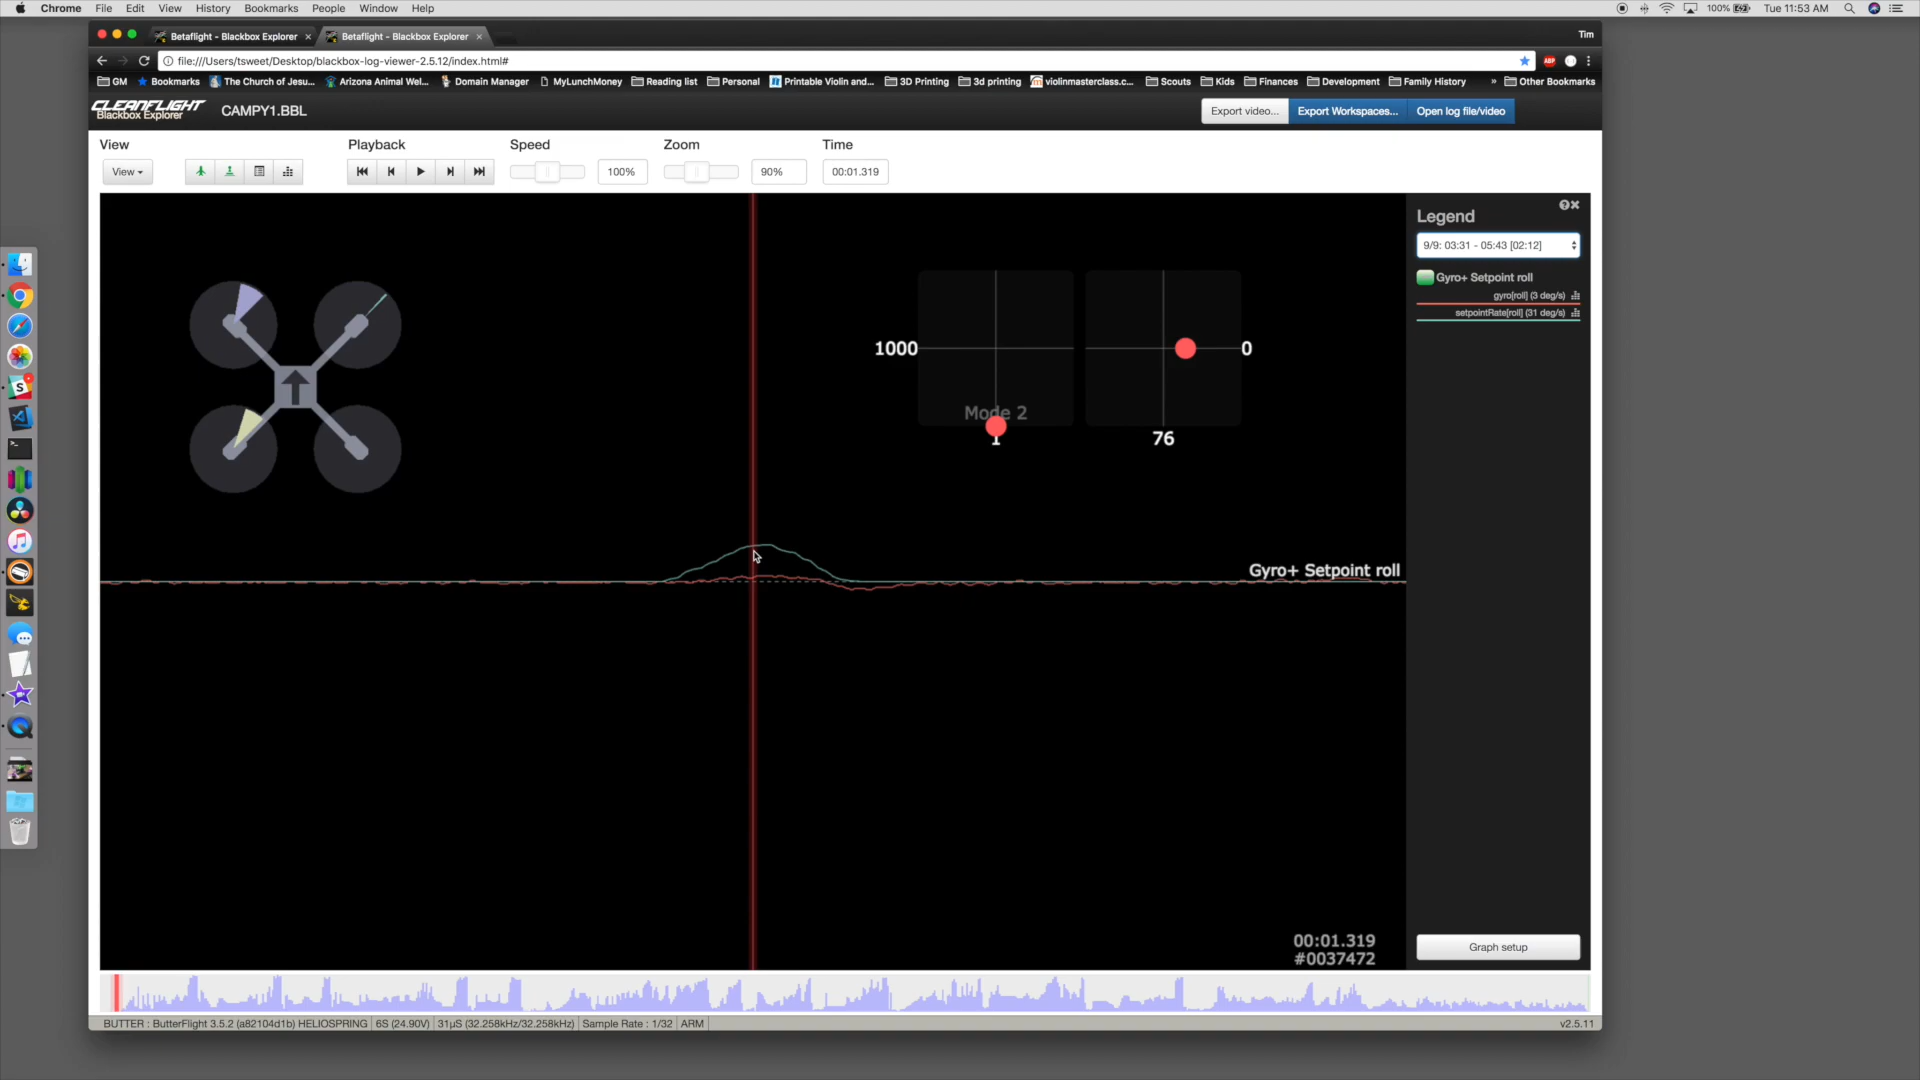 Chrome File Edit View History Bookmarks People Window Help
100% Tue 11:53 AM
Betaflight - Blackbox Explorer
Betaflight - Blackbox Explorer
Tim
file:///Users/tsweet/Desktop/blackbox-log-viewer-2.5.12/index.html#
ABP
GM Bookmarks The Church of Jesu... Arizona Animal Wel... Domain Manager MyLunchMoney Reading list Personal Printable Violin and... 3D Printing 3d printing violinmasterclass.c... Scouts Kids Finances Development Family History » Other Bookmarks
CLEANFLIGHT
Blackbox Explorer
CAMPY1.BBL
Export video... Export Workspaces... Open log file/video
View Playback Speed Zoom Time
View 100% 90% 00:01.319
Legend
9/9: 03:31 - 05:43 [02:12]
Gyro+ Setpoint roll
gyro[roll] (3 deg/s)
setpointRate[roll] (31 deg/s)
1000
0
Mode 2
1
76
Gyro+ Setpoint roll
00:01.319
#0037472
Graph setup
BUTTER : ButterFlight 3.5.2 (a82104d1b) HELIOSPRING 6S (24.90V) 31µS (32.258kHz/32.258kHz) Sample Rate : 1/32 ARM
v2.5.11